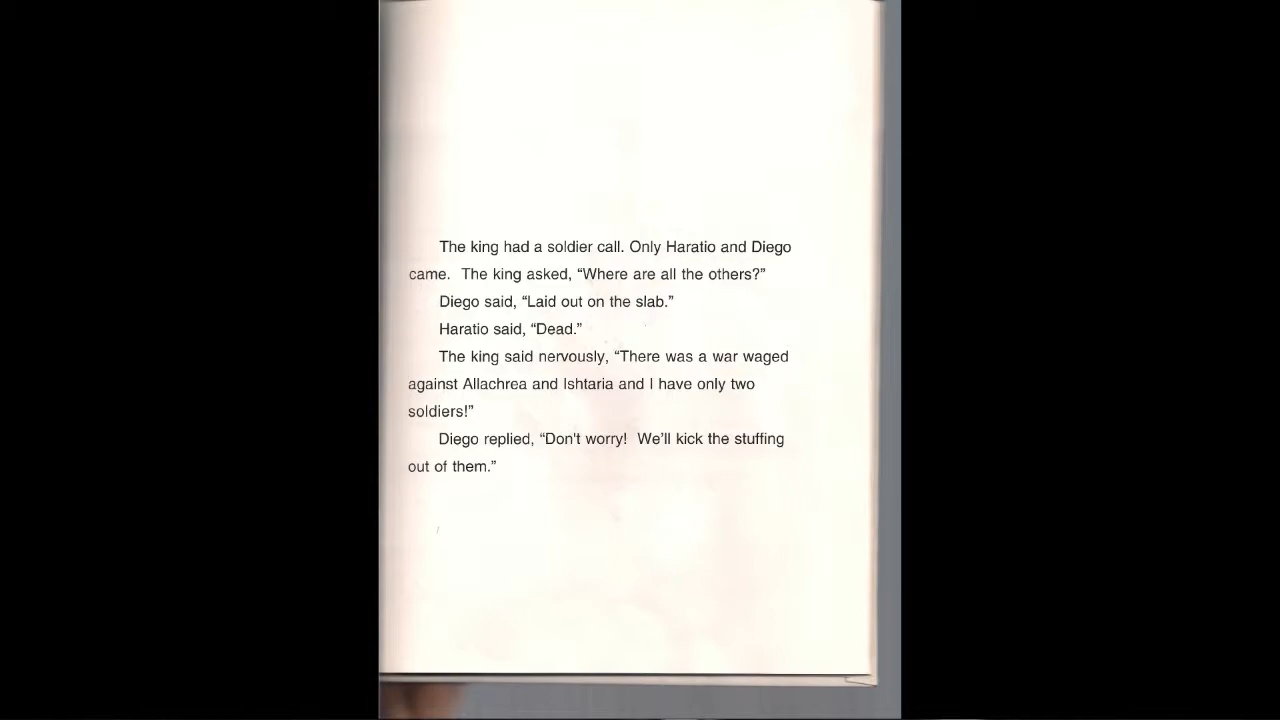 The king had a soldier call. Only Haratio and Diego
came.  The king asked, “Where are all the others?”
Diego said, “Laid out on the slab.”
Haratio said, “Dead.”
The king said nervously, “There was a war waged
against Allachrea and Ishtaria and I have only two
soldiers!”
Diego replied, “Don't worry!  We’ll kick the stuffing
out of them.”